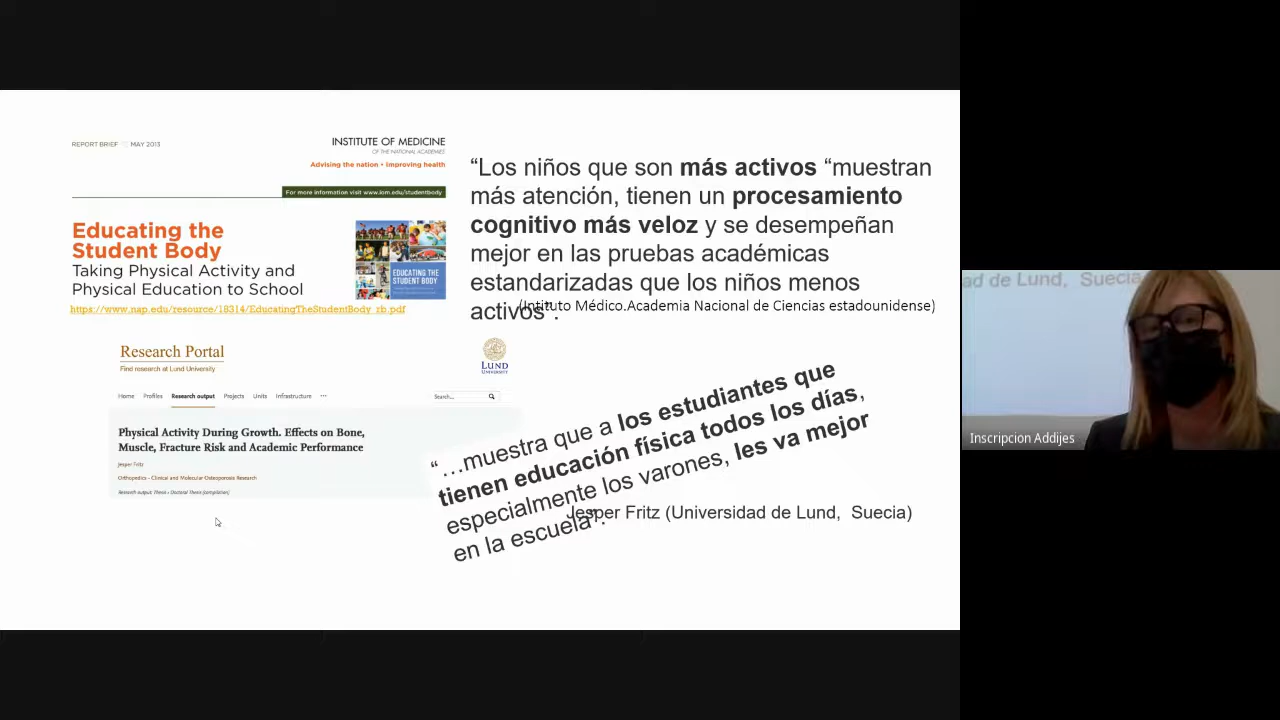 REPORT BRIEF MAY 2013
INSTITUTE OF MEDICINE
OF THE NATIONAL ACADEMIES
Advising the nation • improving health
For more information visit www.iom.edu/studentbody
Educating the
Student Body
Taking Physical Activity and
Physical Education to School
EDUCATING THE
STUDENT BODY
https://www.nap.edu/resource/18314/EducatingTheStudentBody_rb.pdf
“Los niños que son más activos “muestran
más atención, tienen un procesamiento
cognitivo más veloz y se desempeñan
mejor en las pruebas académicas
estandarizadas que los niños menos
activos”.
(Intituto Médico.Academia Nacional de Ciencias estadounidense)
Research Portal
Find research at Lund University
LUND
UNIVERSITY
Home Profiles Research output Projects Units Infrastructure ···
Search...
Physical Activity During Growth. Effects on Bone,
Muscle, Fracture Risk and Academic Performance
Jesper Fritz
Orthopedics - Clinical and Molecular Osteoporosis Research
Research output: Thesis › Doctoral Thesis (compilation)
“…muestra que a los estudiantes que
tienen educación física todos los días,
especialmente los varones, les va mejor
en la escuela”.
Jesper Fritz (Universidad de Lund, Suecia)
ad de Lund, Suecia
Inscripcion Addijes